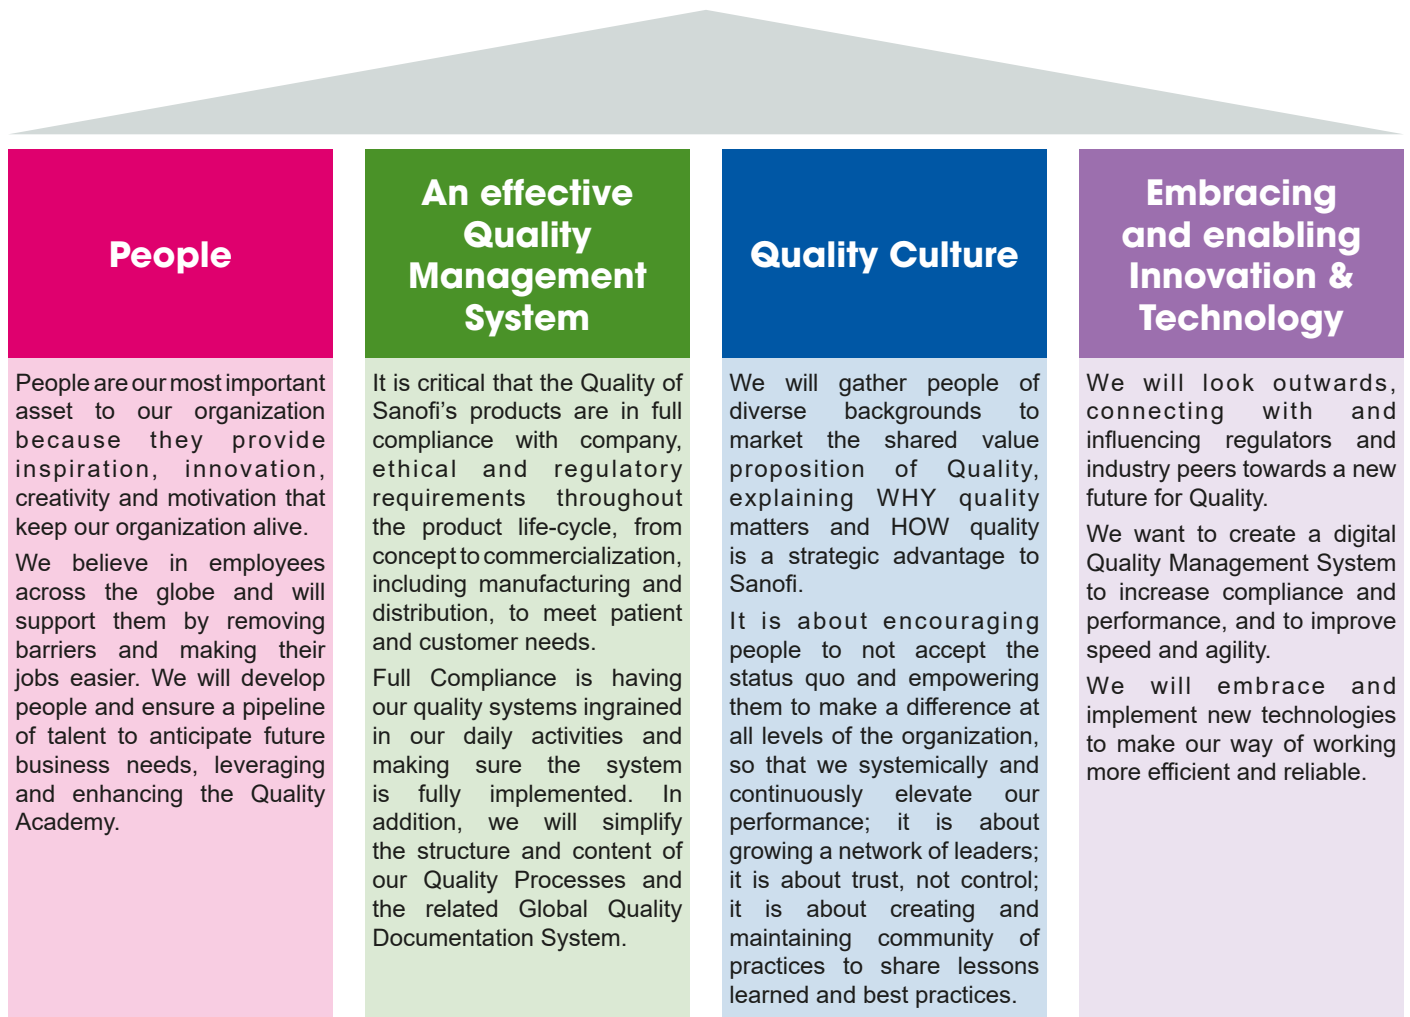 People
People are our most important
asset to our organization
because they provide
inspiration, innovation,
creativity and motivation that
keep our organization alive.
We believe in employees
across the globe and will
support them by removing
barriers and making their
jobs easier. We will develop
people and ensure a pipeline
of talent to anticipate future
business needs, leveraging
and enhancing the Quality
Academy.
An effective
Quality
Management
System
It is critical that the Quality of
Sanofi's products are in full
compliance with company,
ethical and regulatory
requirements throughout
the product life-cycle, from
concept to commercialization,
including manufacturing and
distribution, to meet patient
and customer needs.
Full Compliance is having
our quality systems ingrained
in our daily activities and
making sure the system
is fully implemented. In
addition, we will simplify
the structure and content of
our Quality Processes and
the related Global Quality
Documentation System.
Quality Culture
We will gather people of
diverse backgrounds to
market the shared value
proposition of Quality,
explaining WHY quality
matters and HOW quality
is a strategic advantage to
Sanofi.
It is about encouraging
people to not accept the
status quo and empowering
them to make a difference at
all levels of the organization,
so that we systemically and
continuously elevate our
performance; it is about
growing a network of leaders;
it is about trust, not control;
it is about creating and
maintaining community of
practices to share lessons
learned and best practices.
Embracing
and enabling
Innovation &
Technology
We will look outwards,
connecting with and
influencing regulators and
industry peers towards a new
future for Quality.
We want to create a digital
Quality Management System
to increase compliance and
performance, and to improve
speed and agility.
We will embrace and
implement new technologies
to make our way of working
more efficient and reliable.